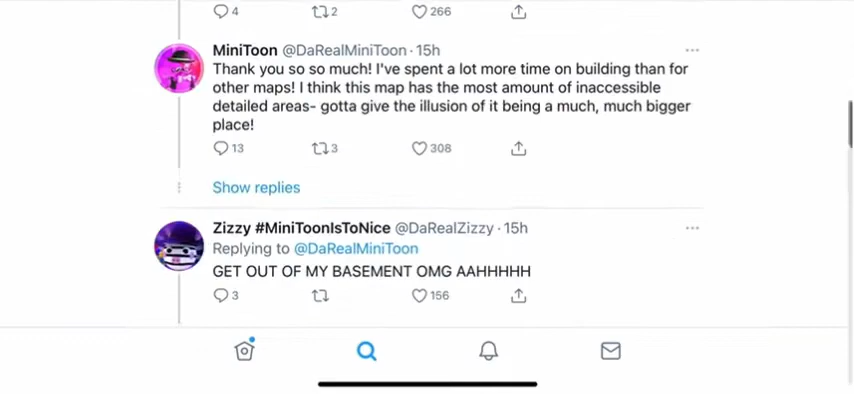 4 2 266
MiniToon @DaRealMiniToon · 15h
Thank you so so much! I've spent a lot more time on building than for
other maps! I think this map has the most amount of inaccessible
detailed areas- gotta give the illusion of it being a much, much bigger
place!
13 3 308
Show replies
Zizzy #MiniToonIsToNice @DaRealZizzy · 15h
Replying to @DaRealMiniToon
GET OUT OF MY BASEMENT OMG AAHHHHH
3 156